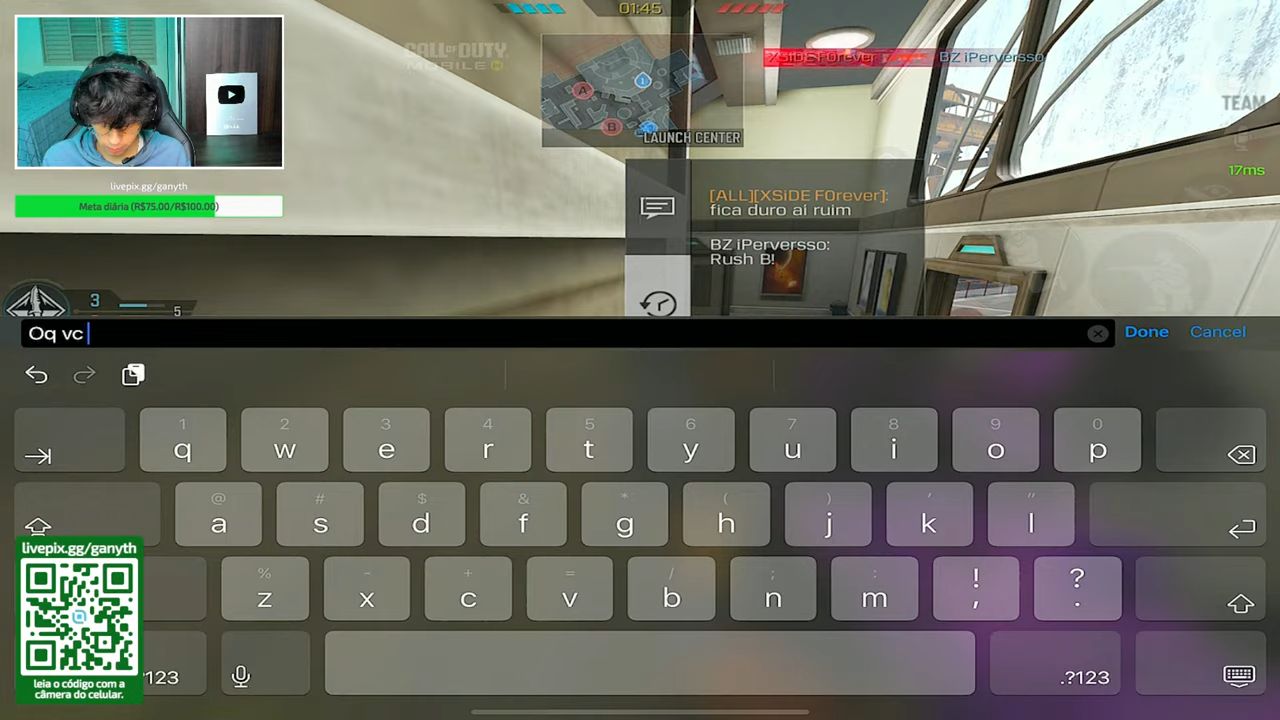 01:45
CALL OF DUTY
MOBILE
XSiDE F0rever
BZ iPerversso
TEAM
A
B
LAUNCH CENTER
17ms
livepix.gg/ganyth
Meta diária (R$75.00/R$100.00)
[ALL][XSiDE F0rever]:
fica duro ai ruim
BZ iPerversso:
Rush B!
3
5
Oq vc
Done
Cancel
1 2 3 4 5 6 7 8 9 0
q w e r t y u i o p
@ # $ & * ( ) ' "
a s d f g h j k l
% - + = / ; : ! ?
z x c v b n m , .
livepix.gg/ganyth
leia o código com a
câmera do celular.
?123
.?123